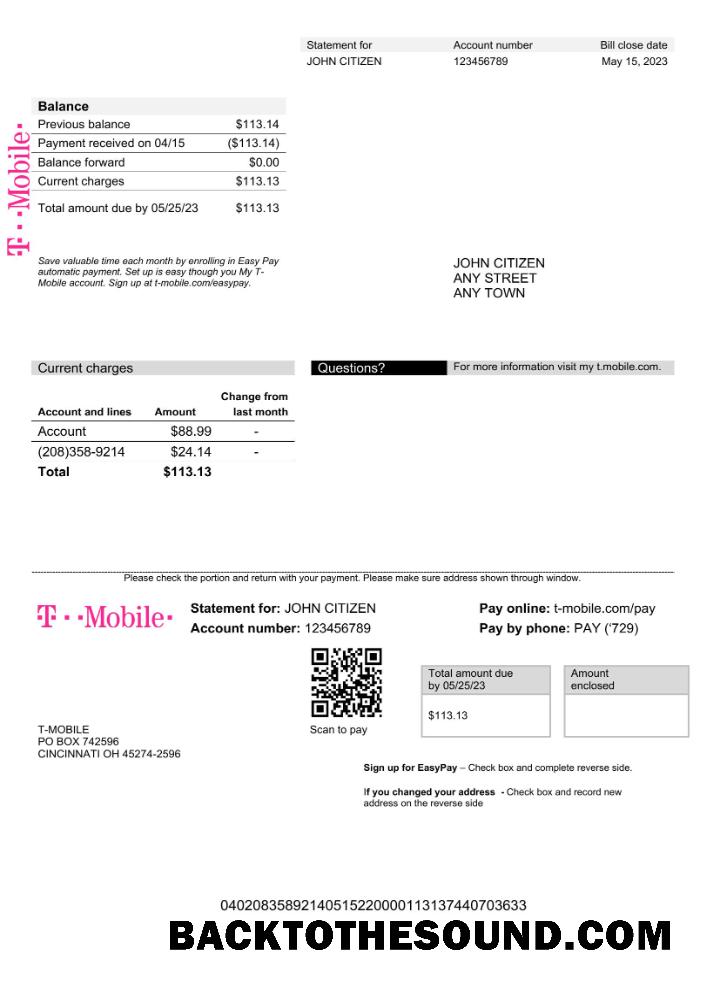 Statement for Account number Bill close date
JOHN CITIZEN 123456789 May 15, 2023
T··Mobile·
Balance
Previous balance $113.14
Payment received on 04/15 ($113.14)
Balance forward $0.00
Current charges $113.13
Total amount due by 05/25/23 $113.13
Save valuable time each month by enrolling in Easy Pay
automatic payment. Set up is easy though you My T-
Mobile account. Sign up at t-mobile.com/easypay.
JOHN CITIZEN
ANY STREET
ANY TOWN
Current charges
Questions? For more information visit my t.mobile.com.
Change from
Account and lines Amount last month
Account $88.99 -
(208)358-9214 $24.14 -
Total $113.13
Please check the portion and return with your payment. Please make sure address shown through window.
T··Mobile·
Statement for: JOHN CITIZEN
Account number: 123456789
Pay online: t-mobile.com/pay
Pay by phone: PAY ('729)
Scan to pay
Total amount due
by 05/25/23
$113.13
Amount
enclosed
T-MOBILE
PO BOX 742596
CINCINNATI OH 45274-2596
Sign up for EasyPay – Check box and complete reverse side.
If you changed your address - Check box and record new
address on the reverse side
04020835892140515220000113137440703633
BACKTOTHESOUND.COM